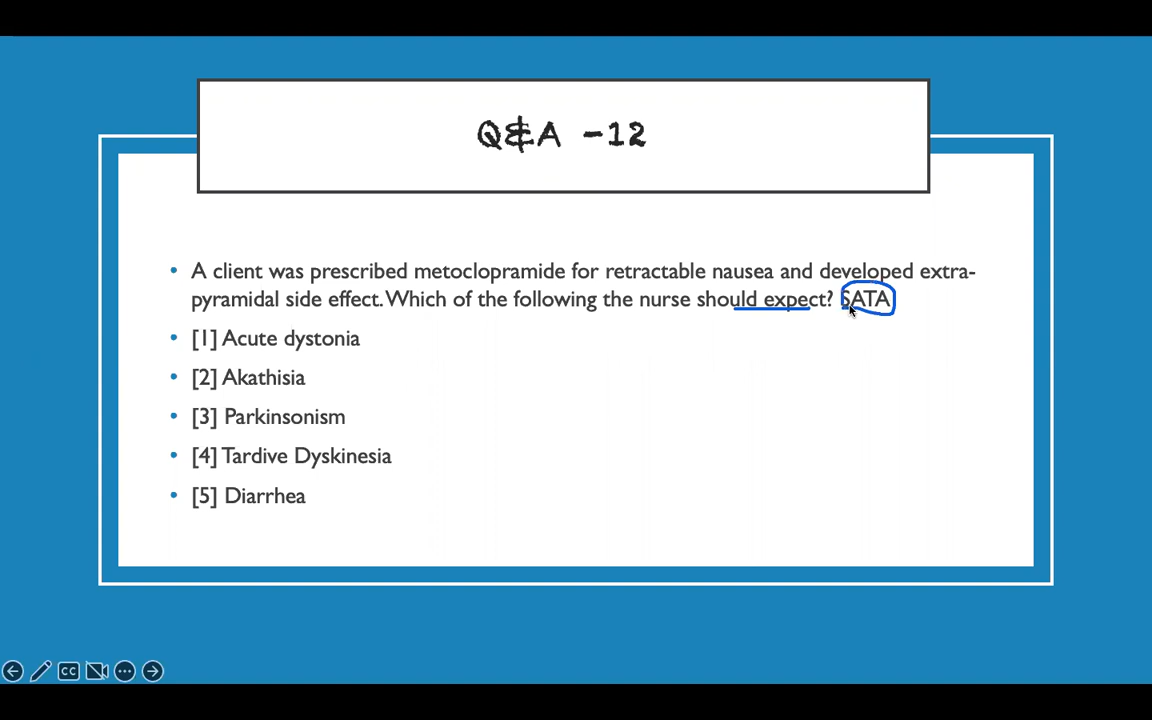 Q&A -12
• A client was prescribed metoclopramide for retractable nausea and developed extra-
pyramidal side effect. Which of the following the nurse should expect? SATA
• [1] Acute dystonia
• [2] Akathisia
• [3] Parkinsonism
• [4] Tardive Dyskinesia
• [5] Diarrhea
CC